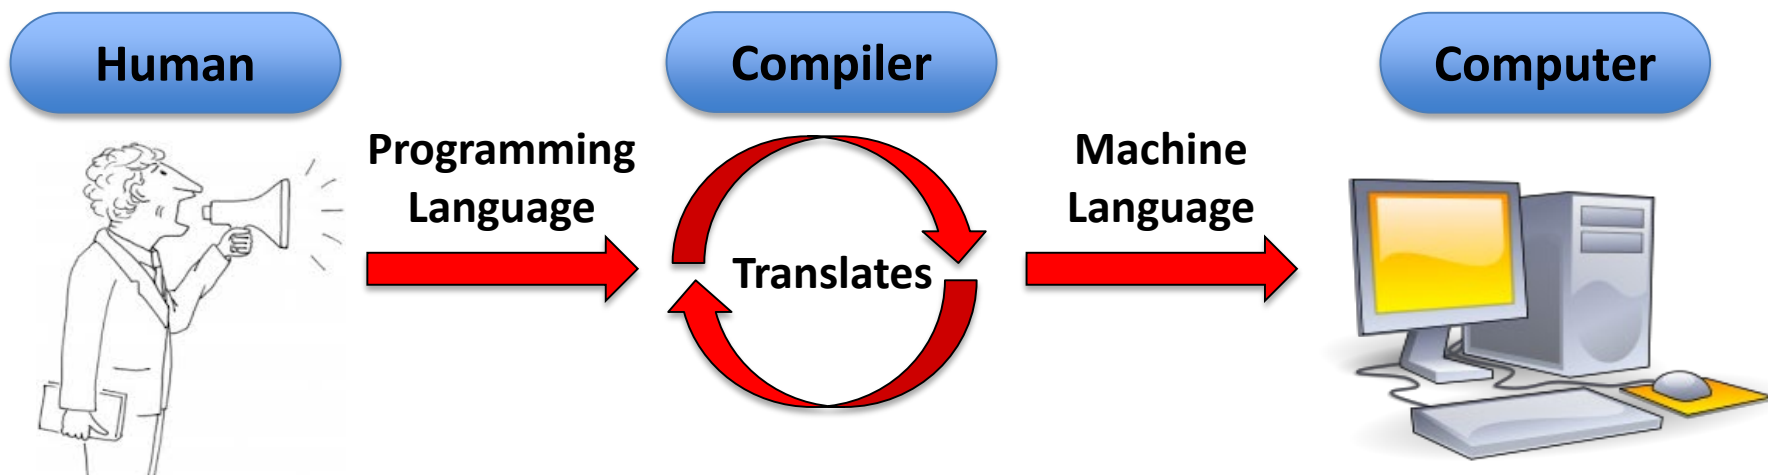 Human
Compiler
Computer
Programming
Language
Translates
Machine
Language